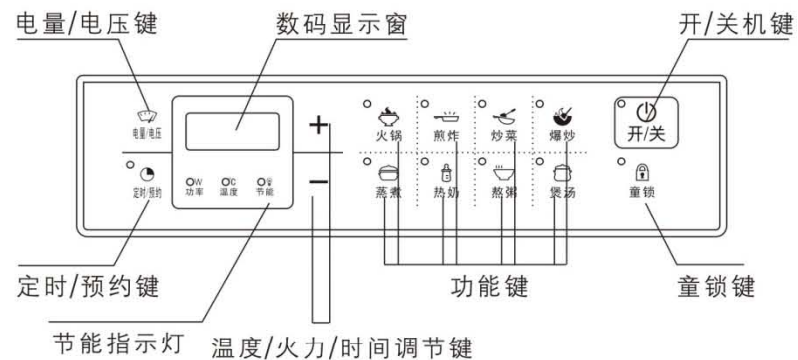 电量/电压键
数码显示窗
开/关机键
电量/电压
+
火锅
煎炸
炒菜
爆炒
开/关
定时/预约
W
功率
℃
温度
节能
−
蒸煮
热奶
熬粥
煲汤
童锁
定时/预约键
功能键
童锁键
节能指示灯
温度/火力/时间调节键